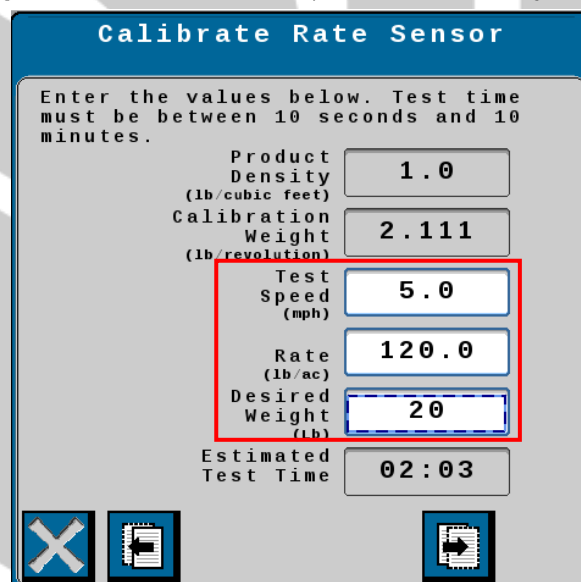 Calibrate Rate Sensor
Enter the values below. Test time
must be between 10 seconds and 10
minutes.
Product
Density
(lb/cubic feet)
1.0
Calibration
Weight
(lb/revolution)
2.111
Test
Speed
(mph)
5.0
Rate
(lb/ac)
120.0
Desired
Weight
(Lb)
20
Estimated
Test Time
02:03